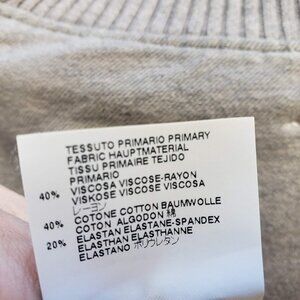 TESSUTO PRIMARIO PRIMARY
FABRIC HAUPTMATERIAL
TISSU PRIMAIRE TEJIDO
PRIMARIO
40% VISCOSA VISCOSE-RAYON
VISKOSE VISCOSE VISCOSA
レーヨン
40% COTONE COTTON BAUMWOLLE
COTON ALGODON 綿
20% ELASTAN ELASTANE-SPANDEX
ELASTHAN ELASTHANNE
ELASTANO ポリウレタン